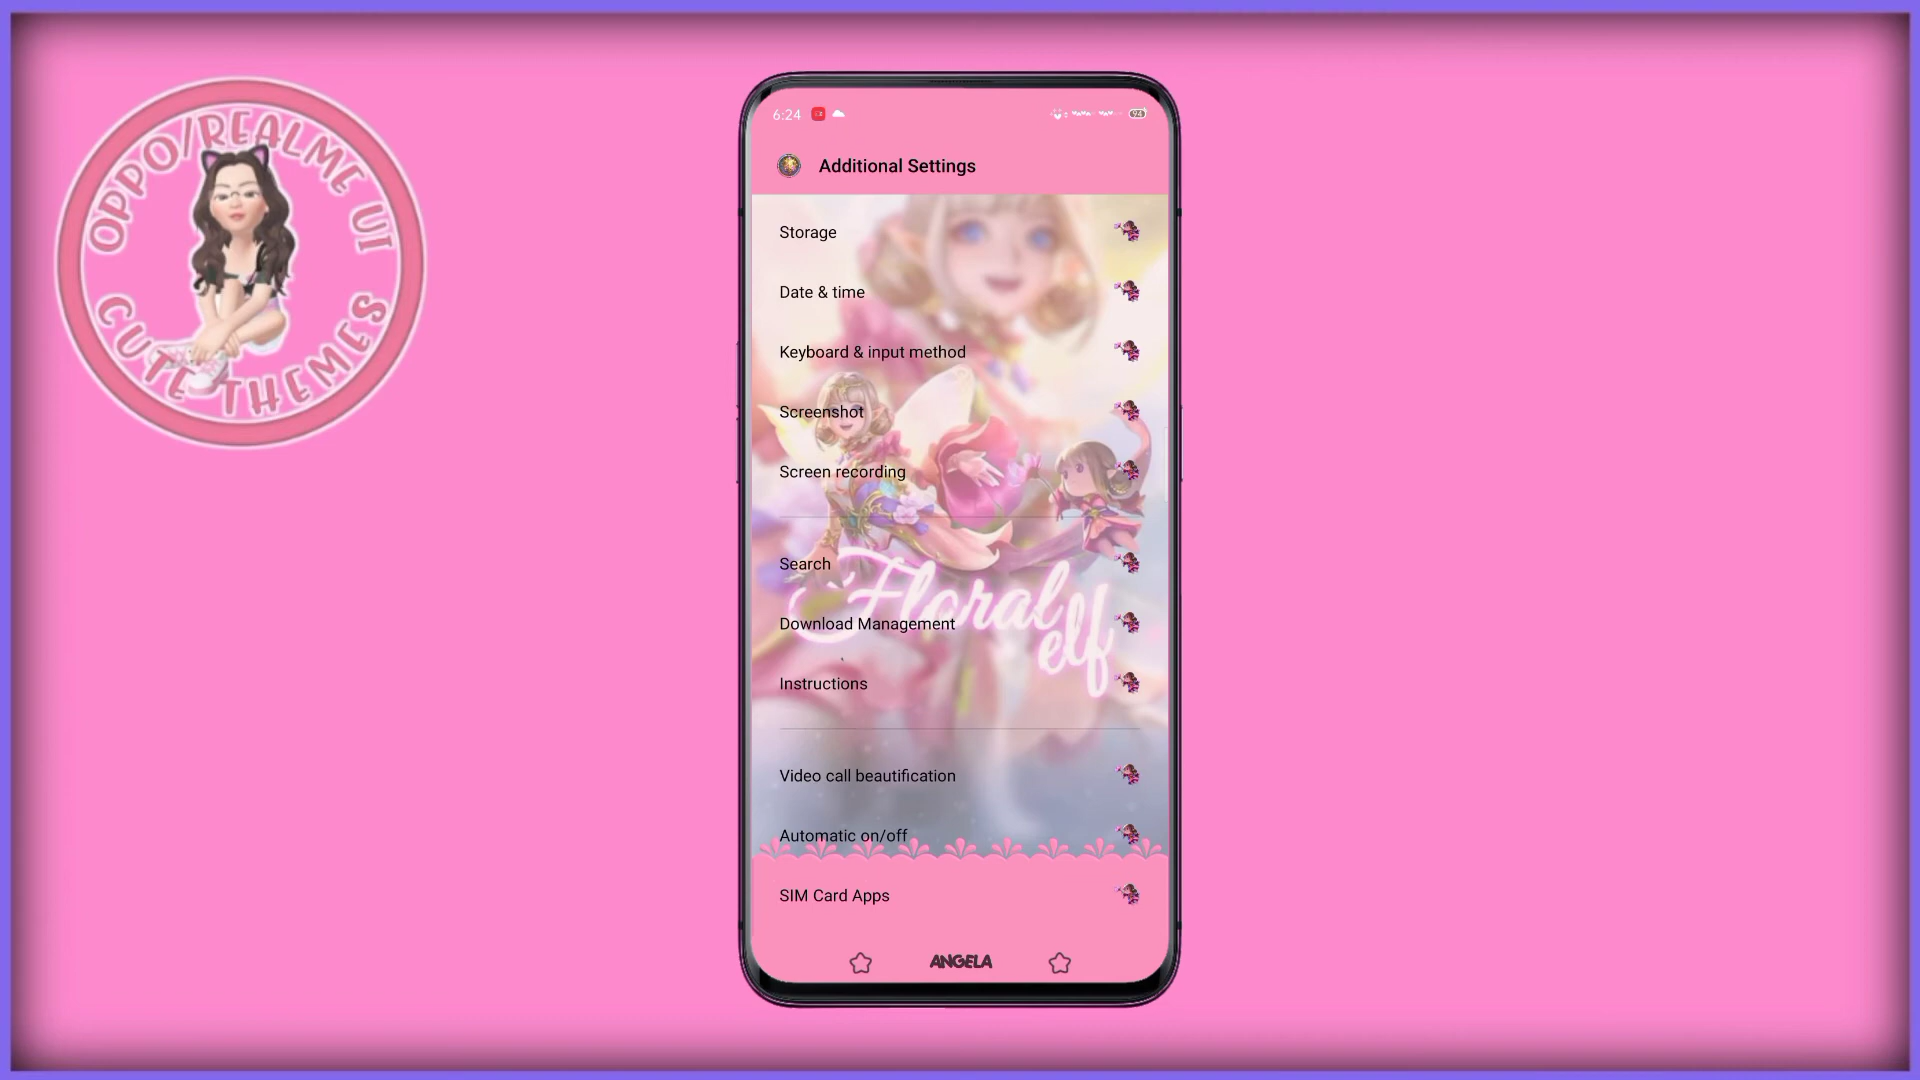 OPPO/REALME UI
CUTE THEMES
6:24
94
Additional Settings
Storage
Date & time
Keyboard & input method
Screenshot
Screen recording
Search
Floral
elf
Download Management
Instructions
Video call beautification
Automatic on/off
SIM Card Apps
ANGELA